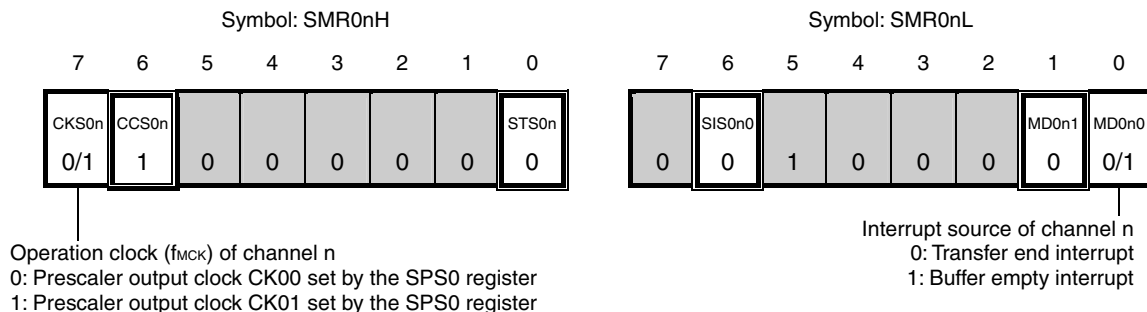 Symbol: SMR0nH
7 6 5 4 3 2 1 0
CKS0n CCS0n STS0n
0/1 1 0 0 0 0 0 0
Operation clock (fMCK) of channel n
0: Prescaler output clock CK00 set by the SPS0 register
1: Prescaler output clock CK01 set by the SPS0 register
Symbol: SMR0nL
7 6 5 4 3 2 1 0
SIS0n0 MD0n1 MD0n0
0 0 1 0 0 0 0 0/1
Interrupt source of channel n
0: Transfer end interrupt
1: Buffer empty interrupt